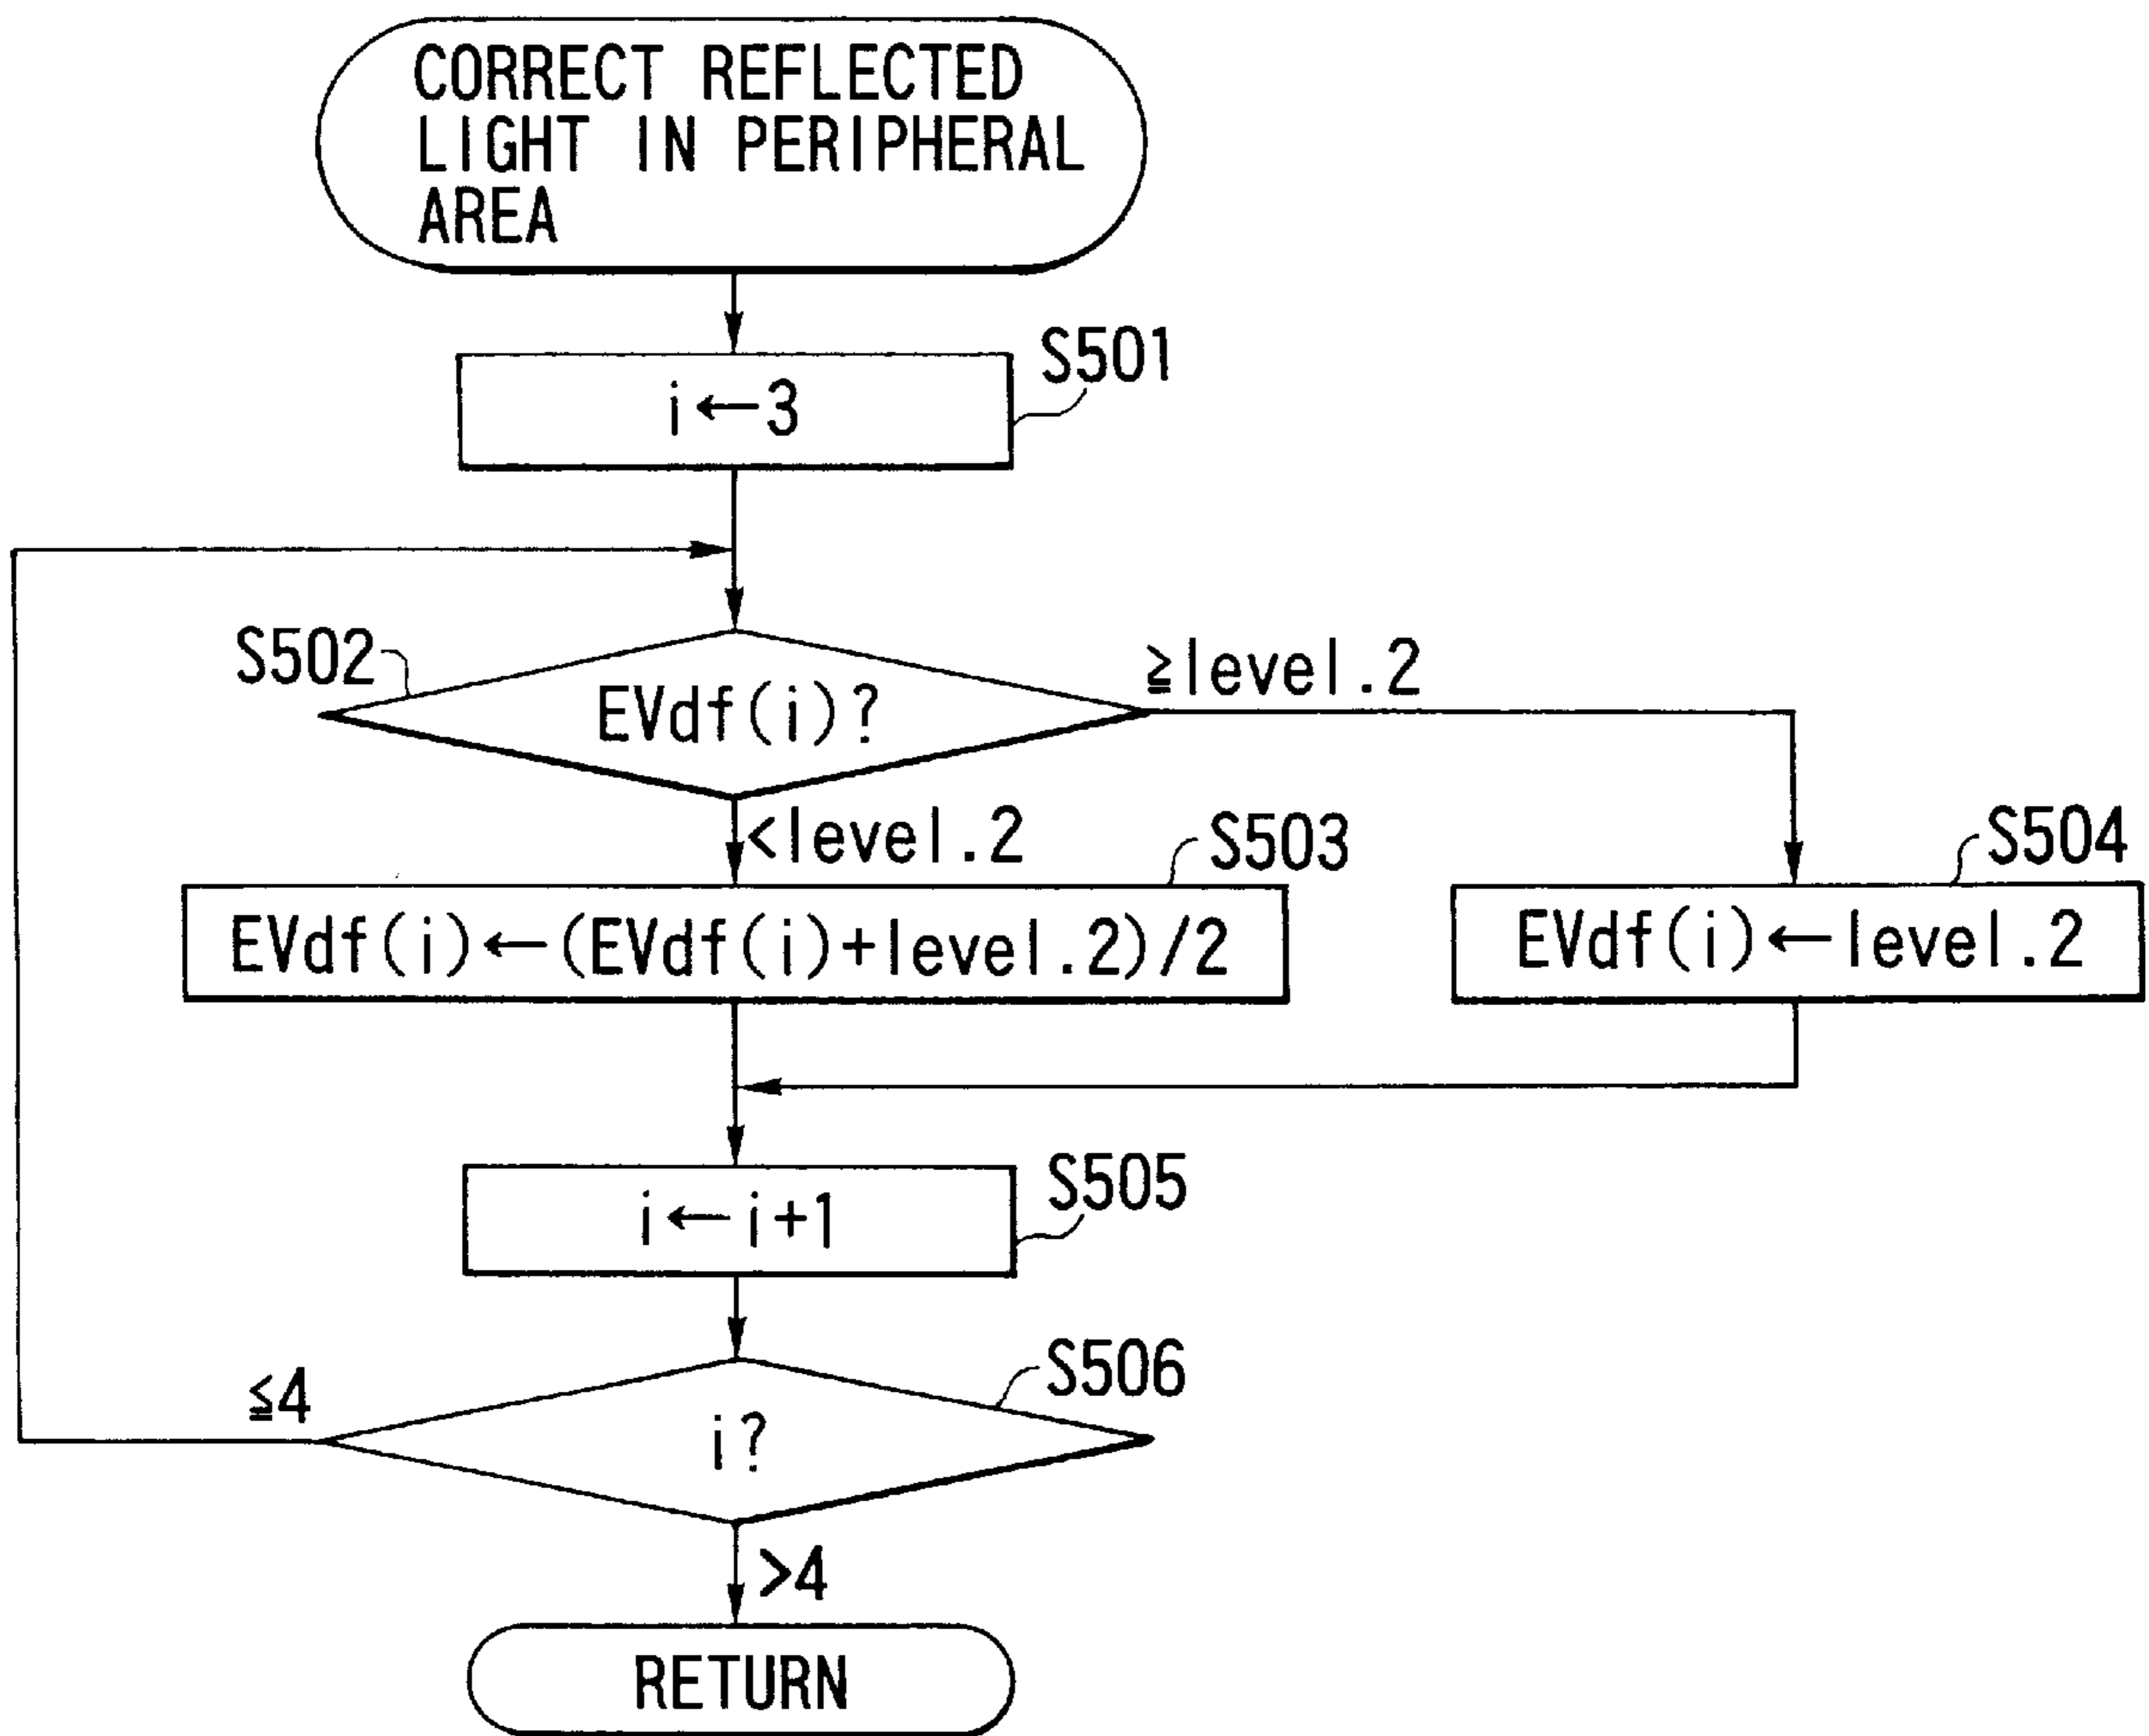 CORRECT REFLECTED
LIGHT IN PERIPHERAL
AREA
S501
i←3
S502
EVdf(i)?
≧level.2
<level.2
S503
S504
EVdf(i)←(EVdf(i)+level.2)/2
EVdf(i)←level.2
S505
i←i+1
S506
≦4
i?
>4
RETURN